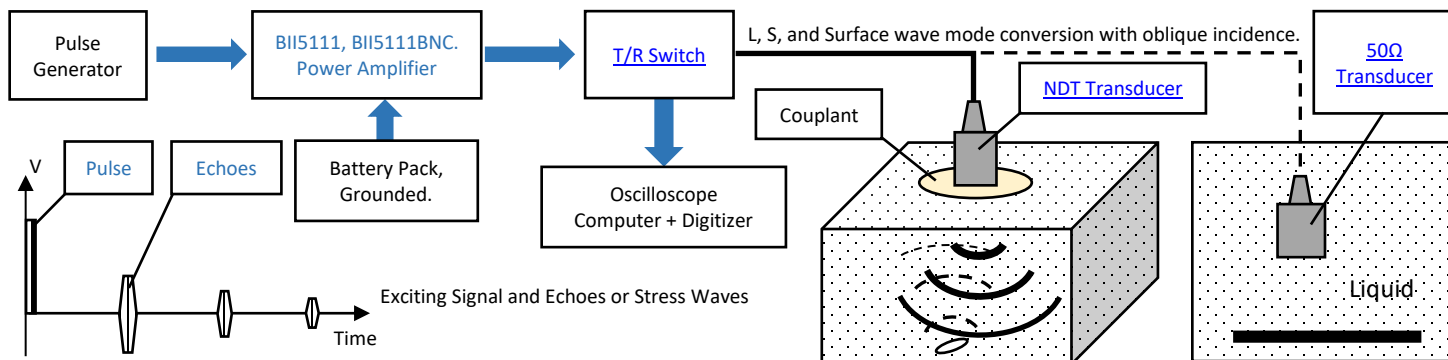 Pulse
Generator
BII5111, BII5111BNC.
Power Amplifier
T/R Switch
L, S, and Surface wave mode conversion with oblique incidence.
50Ω
Transducer
NDT Transducer
Couplant
V
Pulse
Echoes
Battery Pack,
Grounded.
Oscilloscope
Computer + Digitizer
Exciting Signal and Echoes or Stress Waves
Time
Liquid